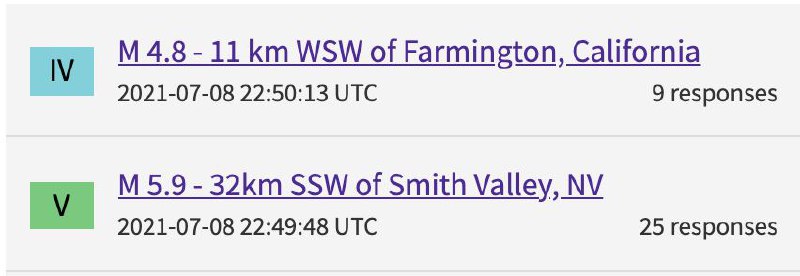 IV
M 4.8 - 11 km WSW of Farmington, California
2021-07-08 22:50:13 UTC 9 responses
V
M 5.9 - 32km SSW of Smith Valley, NV
2021-07-08 22:49:48 UTC 25 responses